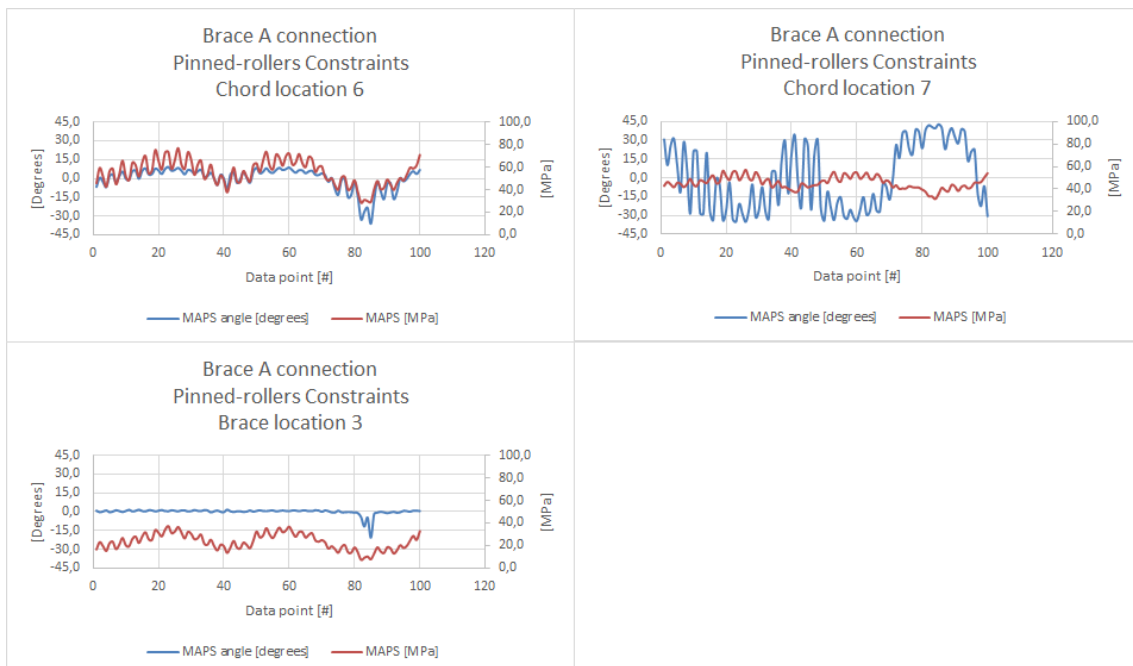 Brace A connection
Pinned-rollers Constraints
Chord location 6
45,0
30,0
15,0
0,0
-15,0
-30,0
-45,0
[Degrees]
100,0
80,0
60,0
40,0
20,0
0,0
[MPa]
0 20 40 60 80 100 120
Data point [#]
MAPS angle [degrees] MAPS [MPa]
Brace A connection
Pinned-rollers Constraints
Chord location 7
45,0
30,0
15,0
0,0
-15,0
-30,0
-45,0
[Degrees]
100,0
80,0
60,0
40,0
20,0
0,0
[MPa]
0 20 40 60 80 100 120
Data point [#]
MAPS angle [degrees] MAPS [MPa]
Brace A connection
Pinned-rollers Constraints
Brace location 3
45,0
30,0
15,0
0,0
-15,0
-30,0
-45,0
[Degrees]
100,0
80,0
60,0
40,0
20,0
0,0
[MPa]
0 20 40 60 80 100 120
Data point [#]
MAPS angle [degrees] MAPS [MPa]